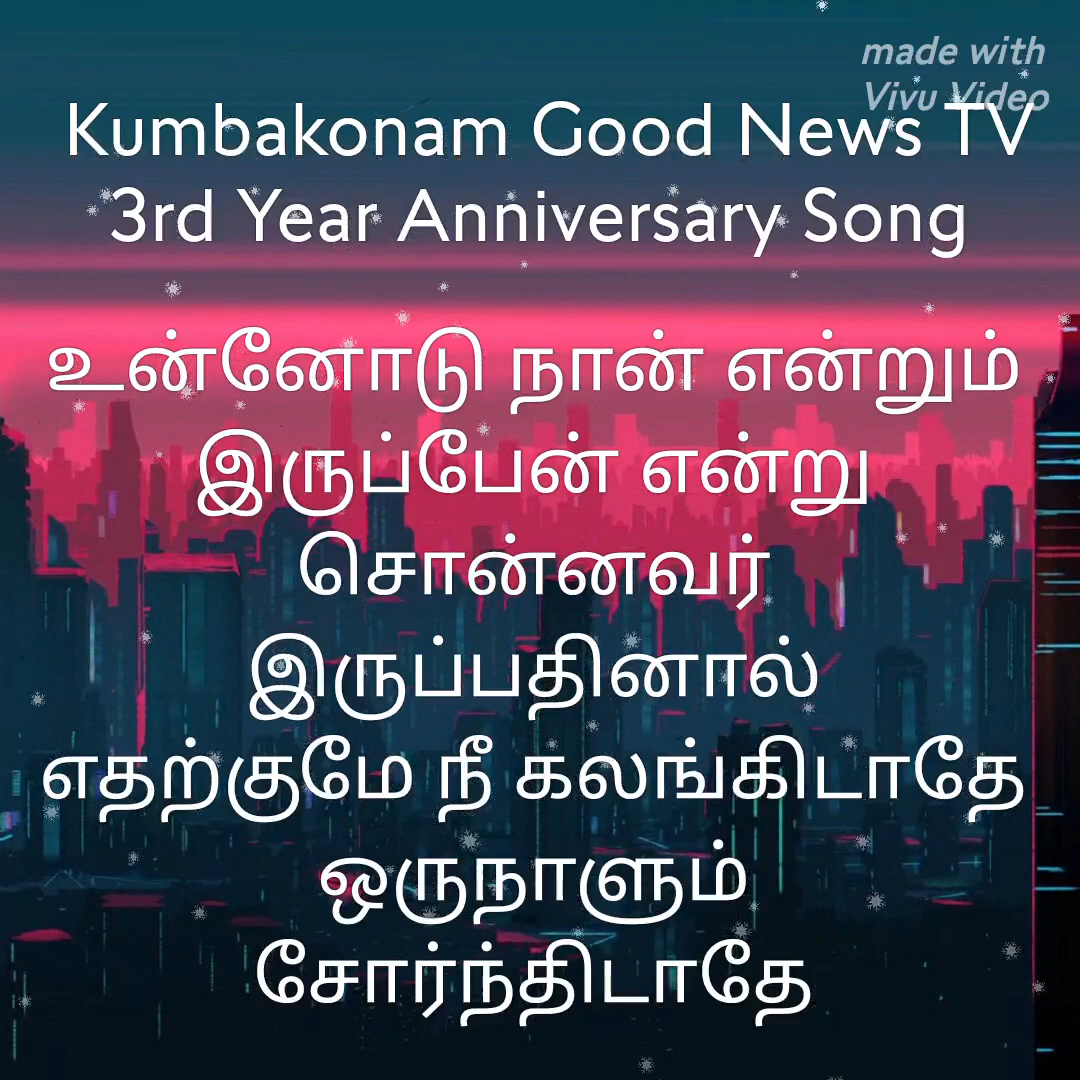 made with
Vivu Video
Kumbakonam Good News TV
3rd Year Anniversary Song
உன்னோடு நான் என்றும்
இருப்பேன் என்று
சொன்னவர்
இருப்பதினால்
எதற்குமே நீ கலங்கிடாதே
ஒருநாளும்
சோர்ந்திடாதே